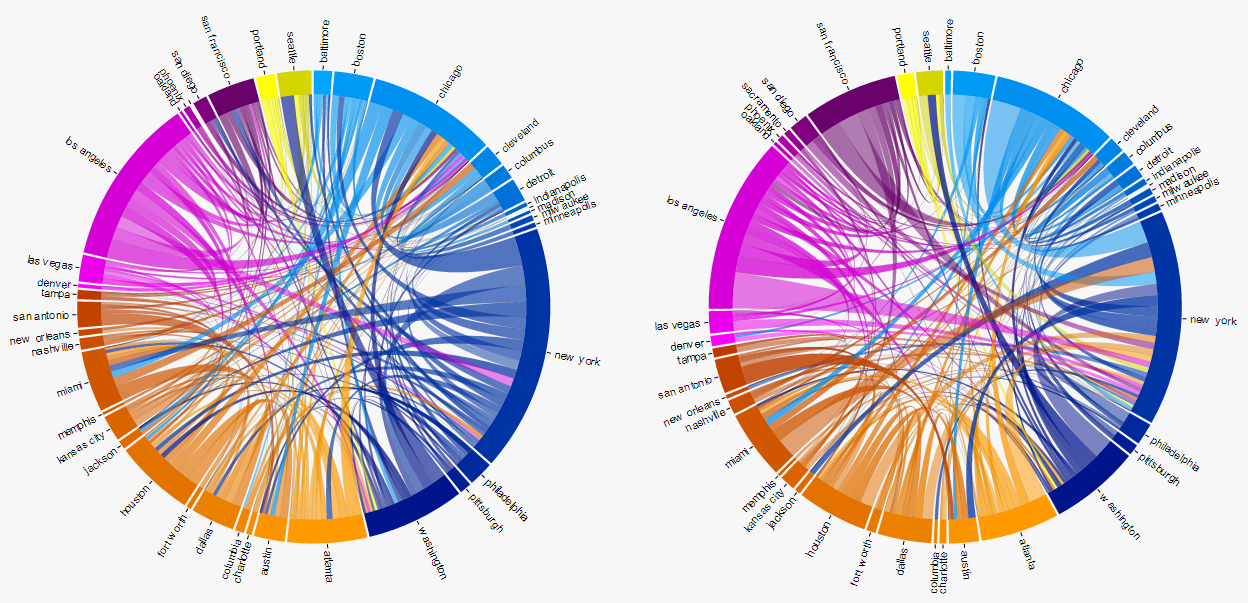 baltimore
boston
chicago
cleveland
columbus
detroit
indianapolis
madison
milwaukee
minneapolis
new york
philadelphia
pittsburgh
washington
atlanta
austin
charlotte
columbia
dallas
fort worth
houston
jackson
kansas city
memphis
miami
nashville
new orleans
san antonio
tampa
denver
las vegas
los angeles
oakland
phoenix
san diego
san francisco
portland
seattle
baltimore
boston
chicago
cleveland
columbus
detroit
indianapolis
madison
milwaukee
minneapolis
new york
philadelphia
pittsburgh
washington
atlanta
austin
charlotte
columbia
dallas
fort worth
houston
jackson
kansas city
memphis
miami
nashville
new orleans
san antonio
tampa
denver
las vegas
los angeles
oakland
phoenix
sacramento
san diego
san francisco
portland
seattle